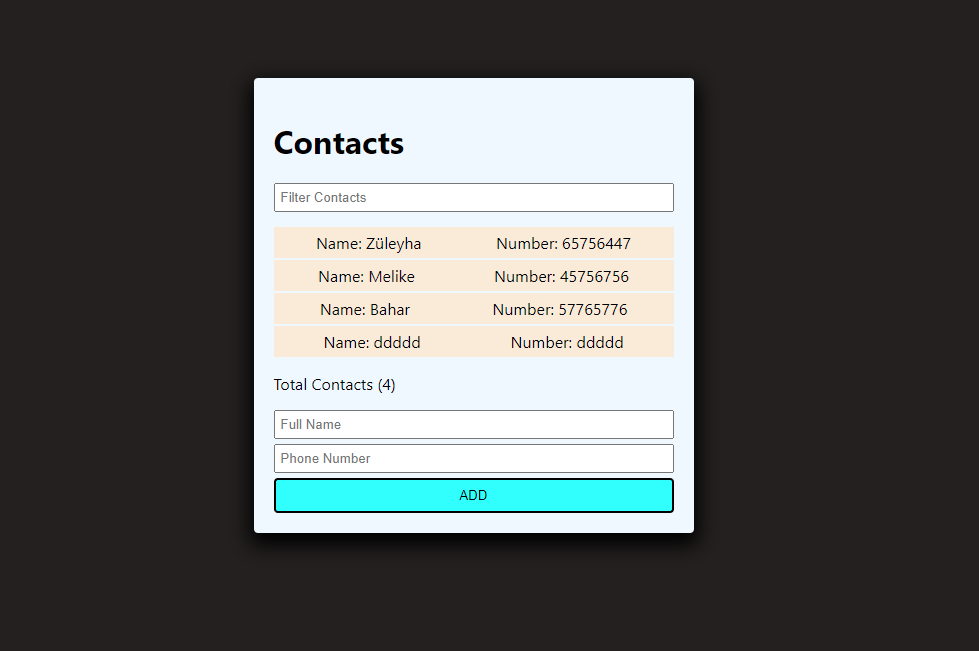 Contacts
Filter Contacts
Name: Züleyha Number: 65756447
Name: Melike Number: 45756756
Name: Bahar Number: 57765776
Name: ddddd Number: ddddd
Total Contacts (4)
Full Name
Phone Number
ADD